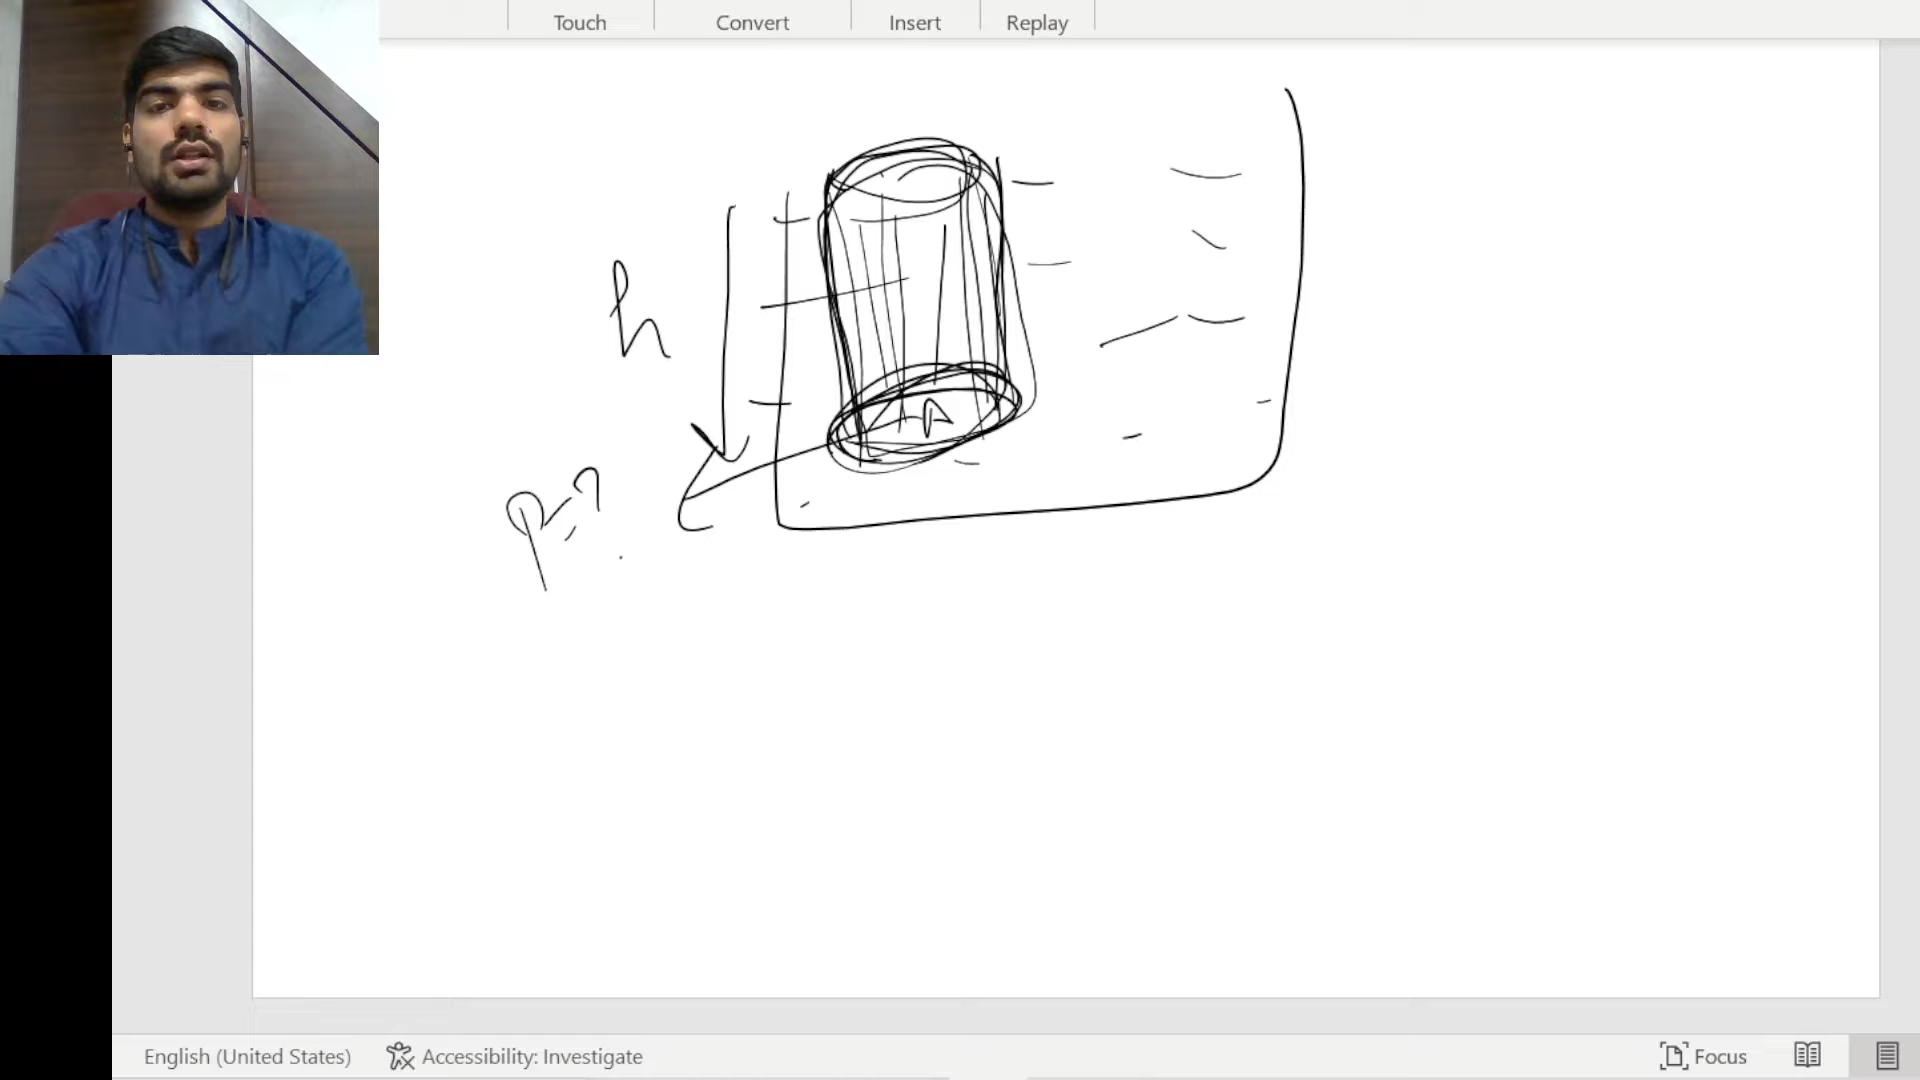 Touch Convert Insert Replay
h
A
P=?
English (United States) Accessibility: Investigate Focus